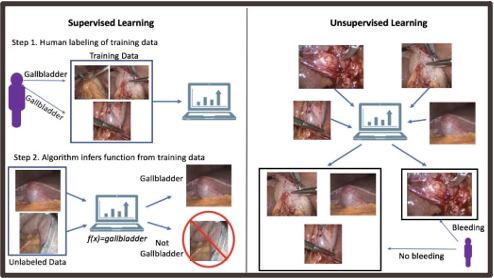 Supervised Learning
Step 1. Human labeling of training data
Training Data
Gallbladder
Gallbladder
Step 2. Algorithm infers function from training data
Gallbladder
f(x)=gallbladder
Not
Gallbladder
Unlabeled Data
Unsupervised Learning
Bleeding
No bleeding